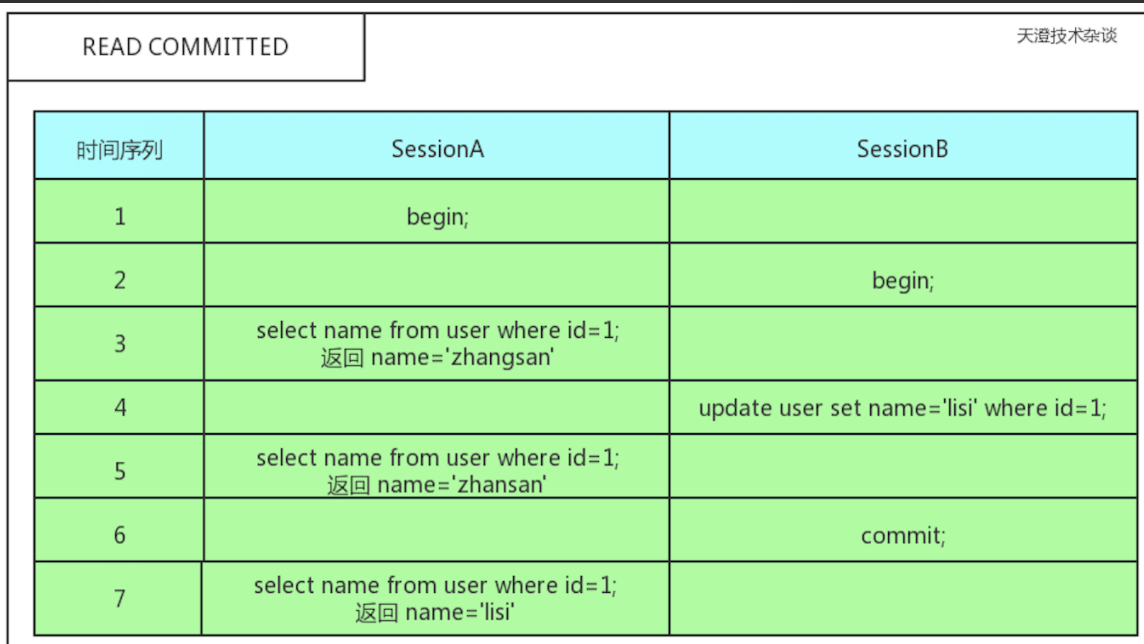 READ COMMITTED
天澄技术杂谈
时间序列 SessionA SessionB
1 begin;
2 begin;
3 select name from user where id=1;
返回 name='zhangsan'
4 update user set name='lisi' where id=1;
5 select name from user where id=1;
返回 name='zhansan'
6 commit;
7 select name from user where id=1;
返回 name='lisi'